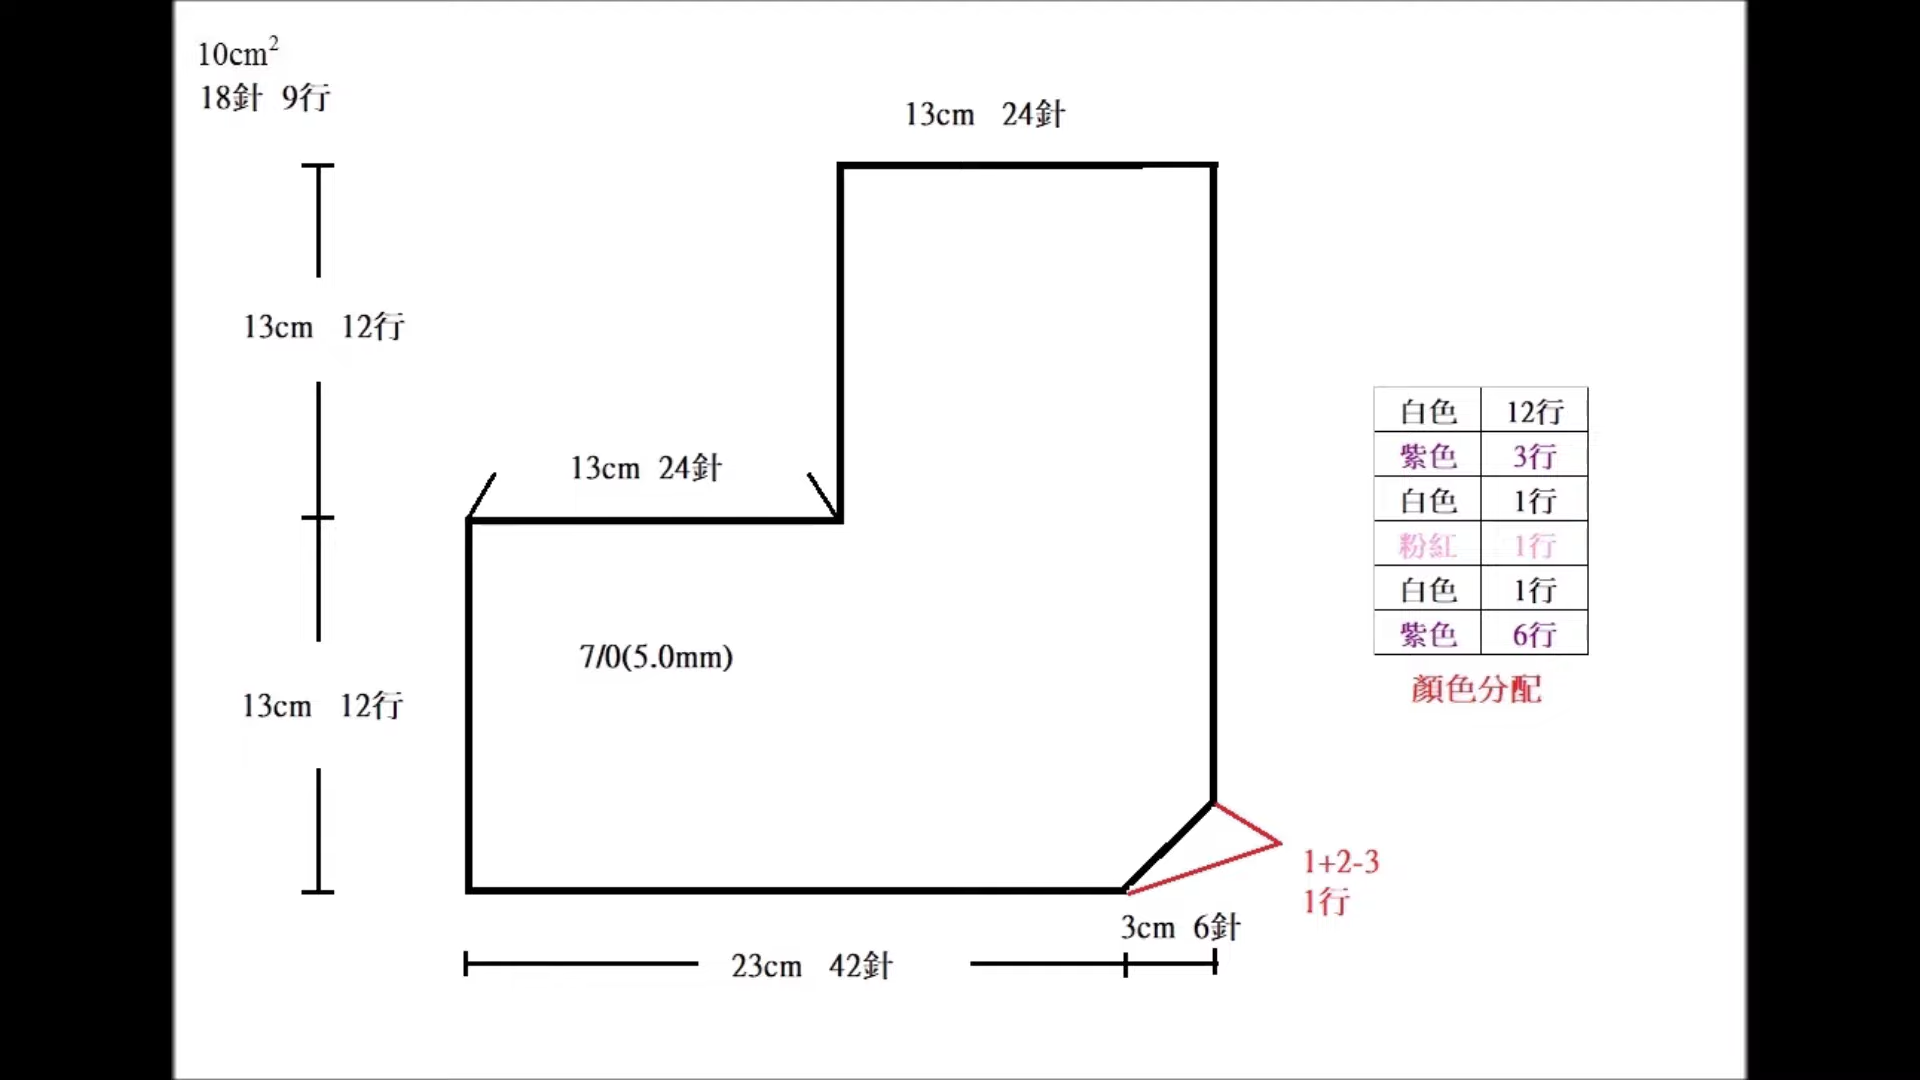 10cm²
18針 9行
13cm 24針
13cm 12行
13cm 24針
7/0(5.0mm)
13cm 12行
白色 12行
紫色 3行
白色 1行
粉紅 1行
白色 1行
紫色 6行
顏色分配
1+2-3
1行
3cm 6針
23cm 42針